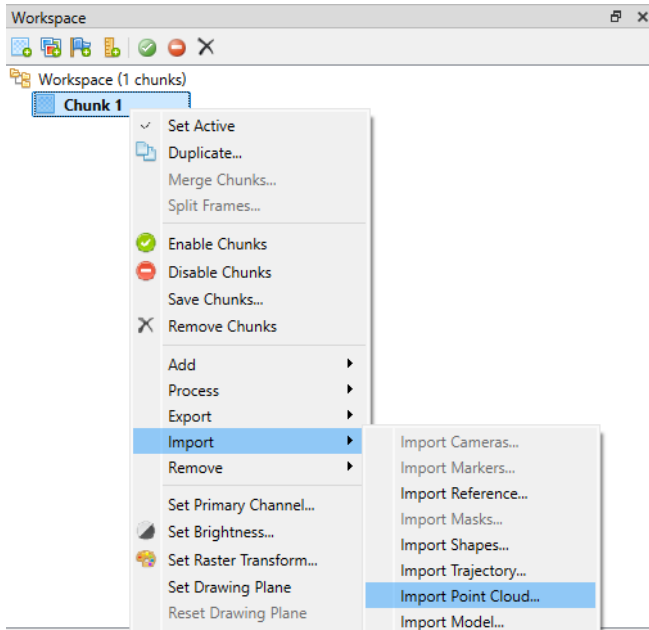 Workspace
Workspace (1 chunks)
Chunk 1
Set Active
Duplicate...
Merge Chunks...
Split Frames...
Enable Chunks
Disable Chunks
Save Chunks...
Remove Chunks
Add
Process
Export
Import
Remove
Set Primary Channel...
Set Brightness...
Set Raster Transform...
Set Drawing Plane
Reset Drawing Plane
Import Cameras...
Import Markers...
Import Reference...
Import Masks...
Import Shapes...
Import Trajectory...
Import Point Cloud...
Import Model...